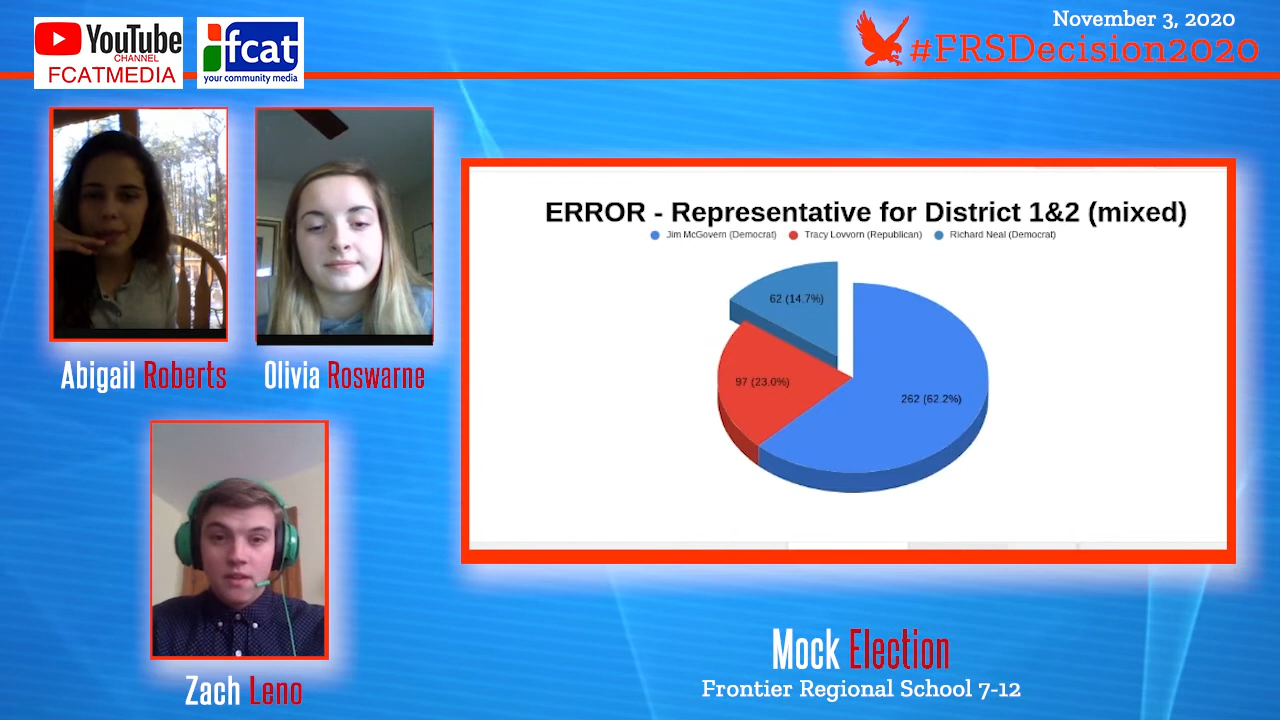 YouTube
CHANNEL
FCATMEDIA
fcat
your community media
November 3, 2020
#FRSDecision2020
Abigail Roberts
Olivia Roswarne
Zach Leno
ERROR - Representative for District 1&2 (mixed)
Jim McGovern (Democrat) Tracy Lovvorn (Republican) Richard Neal (Democrat)
62 (14.7%)
97 (23.0%)
262 (62.2%)
Mock Election
Frontier Regional School 7-12